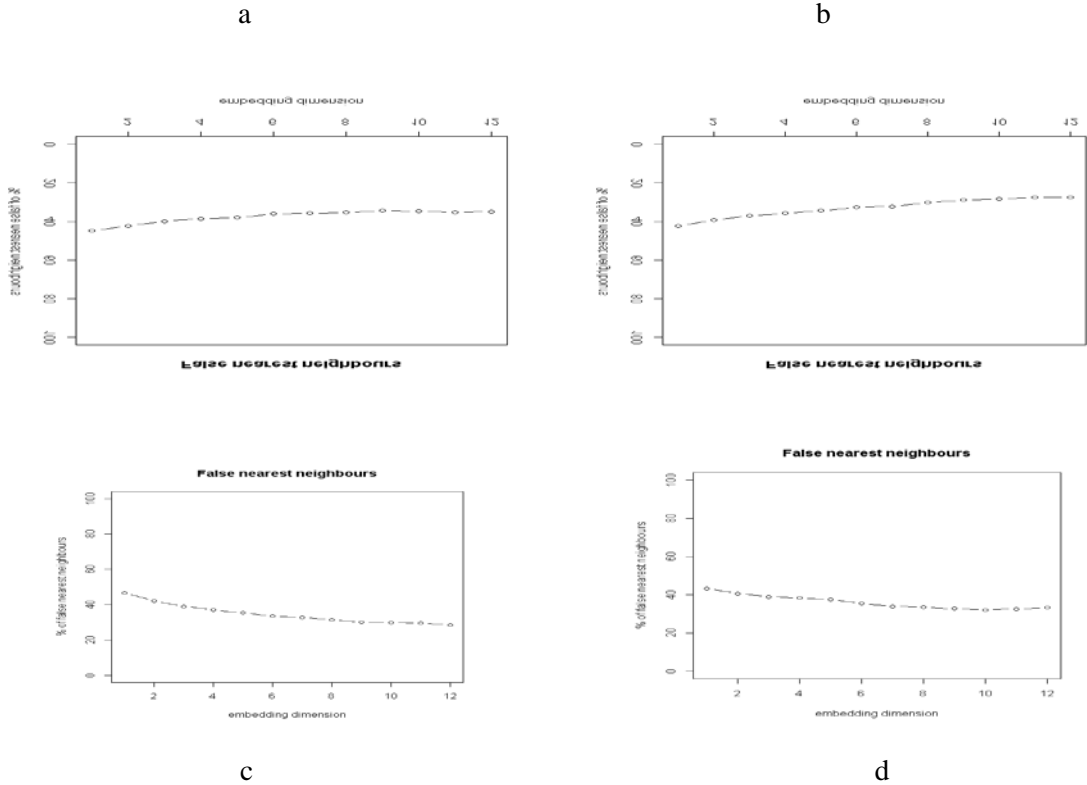 a
b
embedding dimension
2 4 6 8 10 12
0
20
40
60
80
100
% of false nearest neighbours
False nearest neighbours
embedding dimension
2 4 6 8 10 12
0
20
40
60
80
100
% of false nearest neighbours
False nearest neighbours
False nearest neighbours
100
80
60
40
20
0
% of false nearest neighbours
2 4 6 8 10 12
embedding dimension
False nearest neighbours
100
80
60
40
20
0
% of false nearest neighbours
2 4 6 8 10 12
embedding dimension
c
d